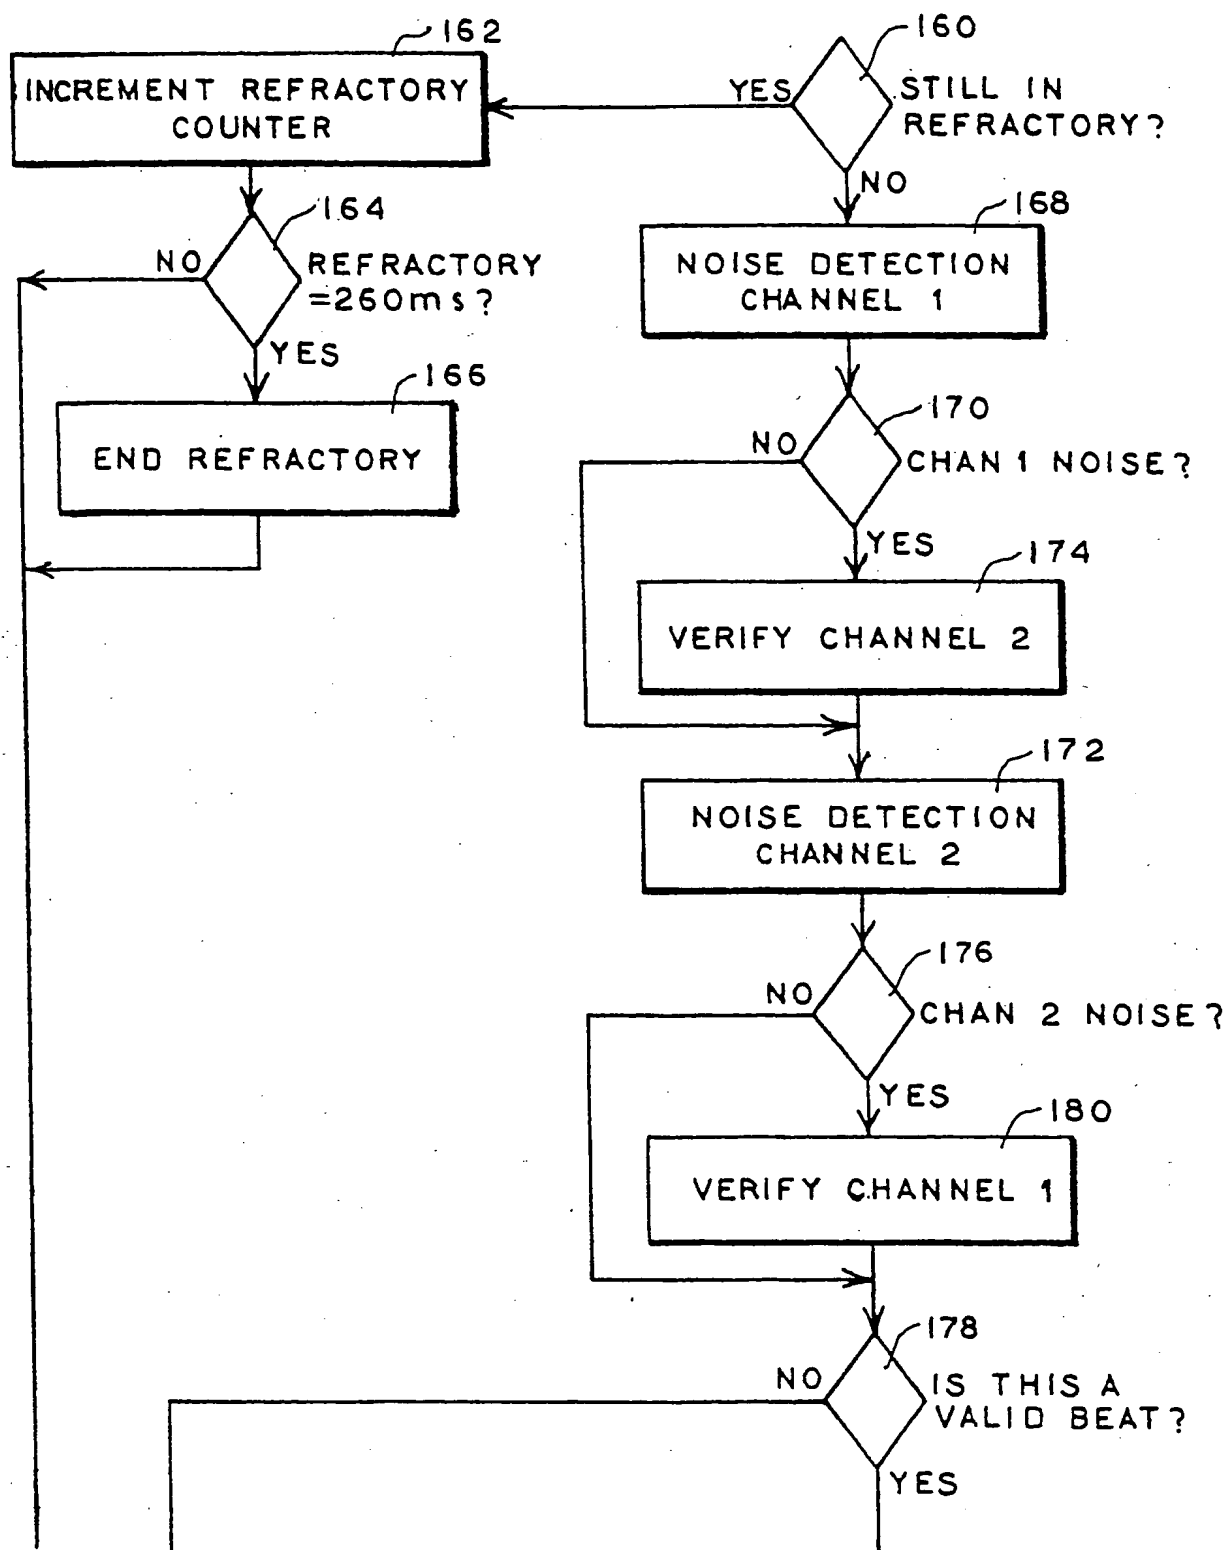 162
INCREMENT REFRACTORY
COUNTER
160
YES
STILL IN
REFRACTORY?
NO
164
NO
REFRACTORY
=260ms?
YES
166
END REFRACTORY
168
NOISE DETECTION
CHANNEL 1
170
NO
CHAN 1 NOISE?
YES
174
VERIFY CHANNEL 2
172
NOISE DETECTION
CHANNEL 2
176
NO
CHAN 2 NOISE?
YES
180
VERIFY CHANNEL 1
178
NO
IS THIS A
VALID BEAT?
YES